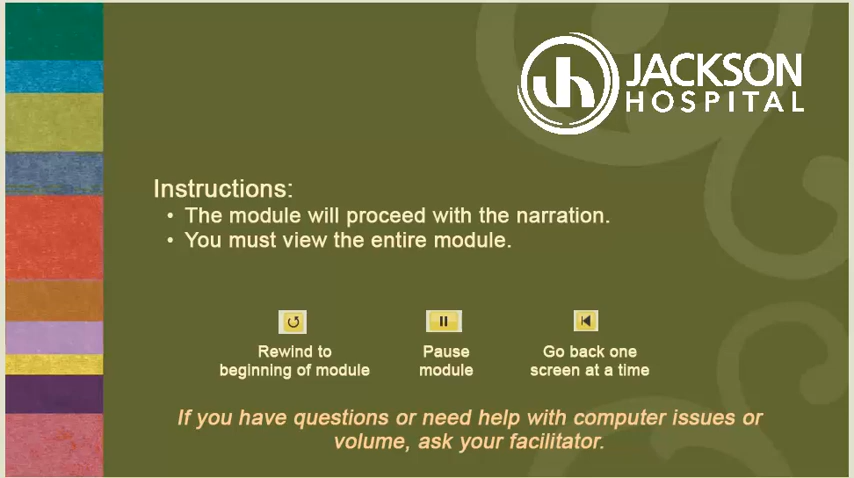 JACKSON
HOSPITAL
Instructions:
• The module will proceed with the narration.
• You must view the entire module.
Rewind to
beginning of module
Pause
module
Go back one
screen at a time
If you have questions or need help with computer issues or
volume, ask your facilitator.